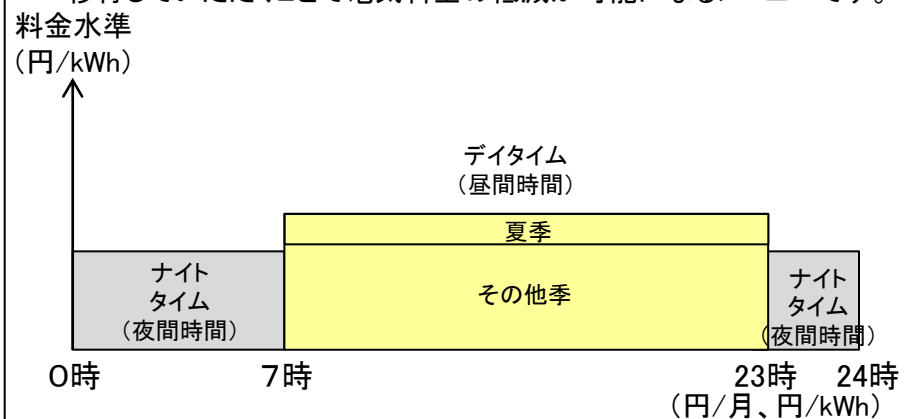 料金水準
(円/kWh)
デイタイム
(昼間時間)
夏季
その他季
ナイト
タイム
(夜間時間)
ナイト
タイム
(夜間時間)
0時
7時
23時
24時
(円/月、円/kWh)